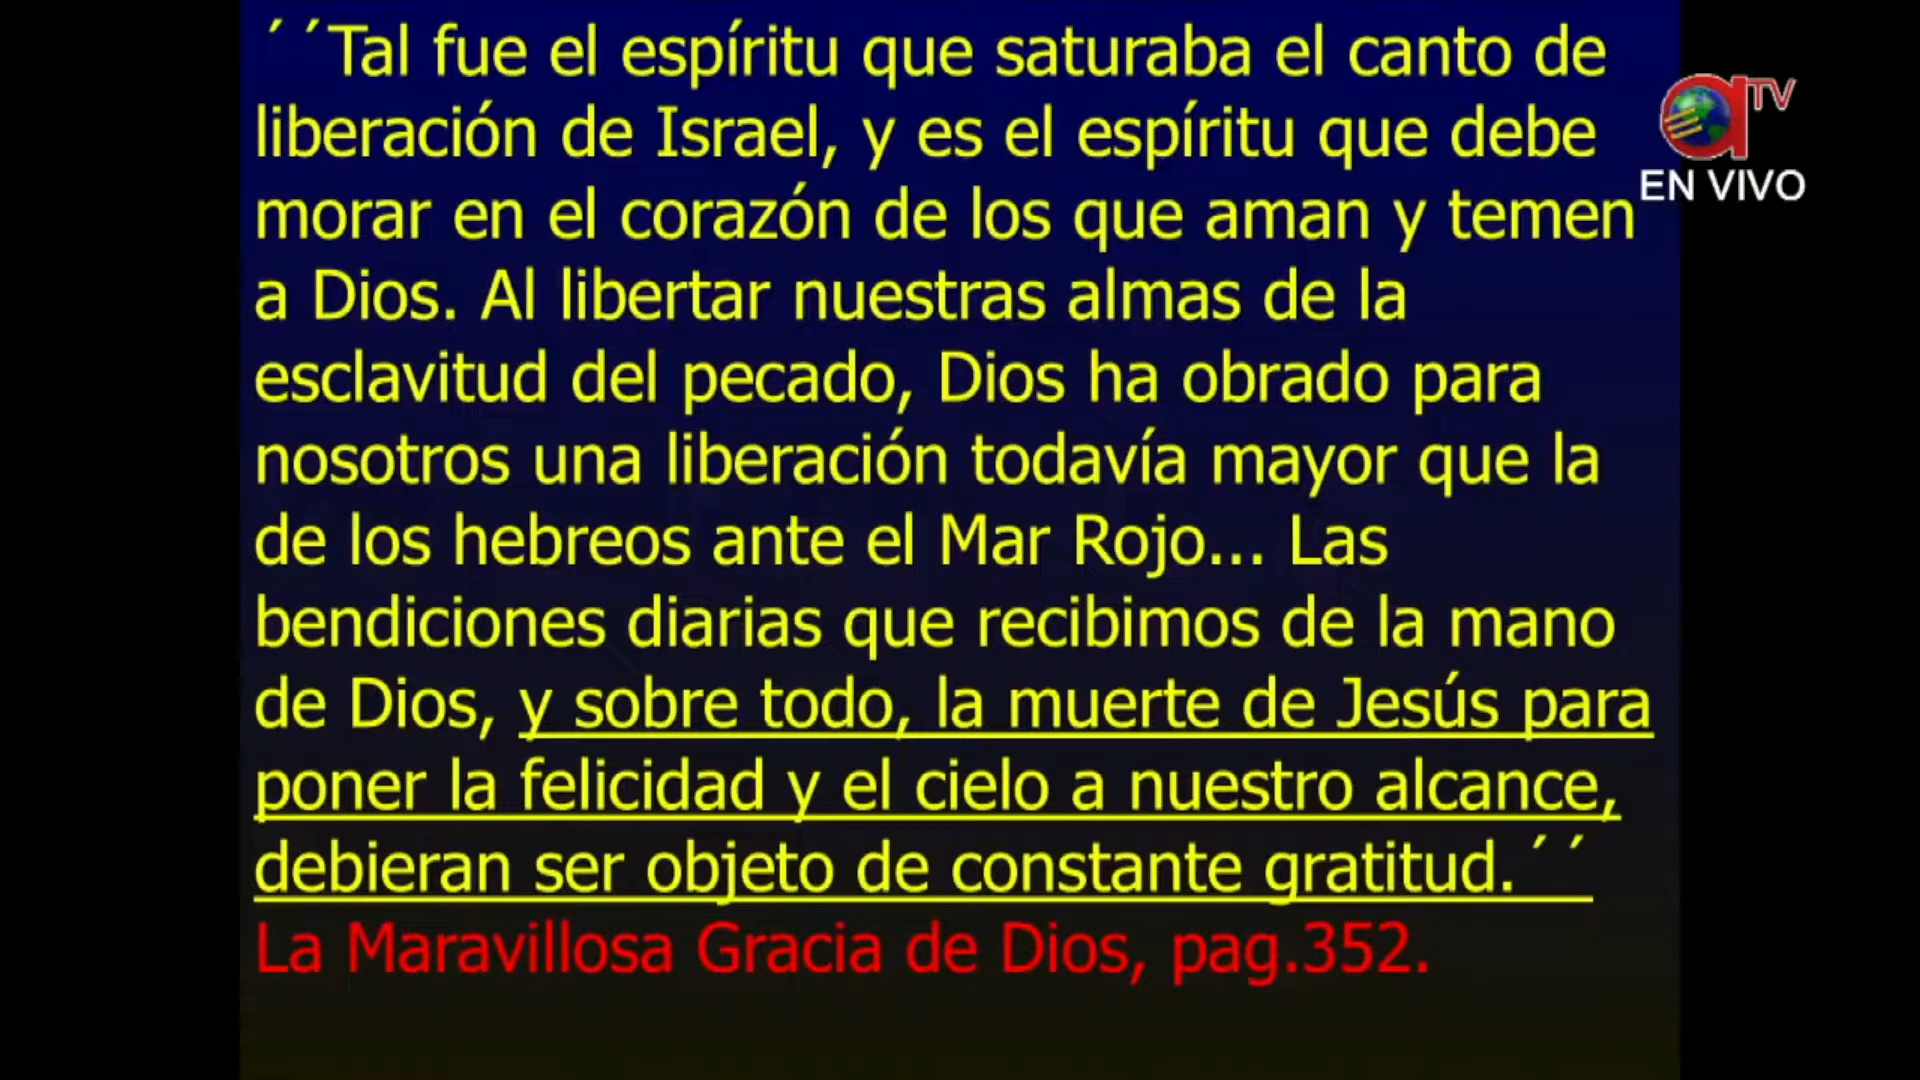 ´´Tal fue el espíritu que saturaba el canto de
liberación de Israel, y es el espíritu que debe
morar en el corazón de los que aman y temen
a Dios. Al libertar nuestras almas de la
esclavitud del pecado, Dios ha obrado para
nosotros una liberación todavía mayor que la
de los hebreos ante el Mar Rojo... Las
bendiciones diarias que recibimos de la mano
de Dios, y sobre todo, la muerte de Jesús para
poner la felicidad y el cielo a nuestro alcance,
debieran ser objeto de constante gratitud.´´
La Maravillosa Gracia de Dios, pag.352.
a TV
EN VIVO